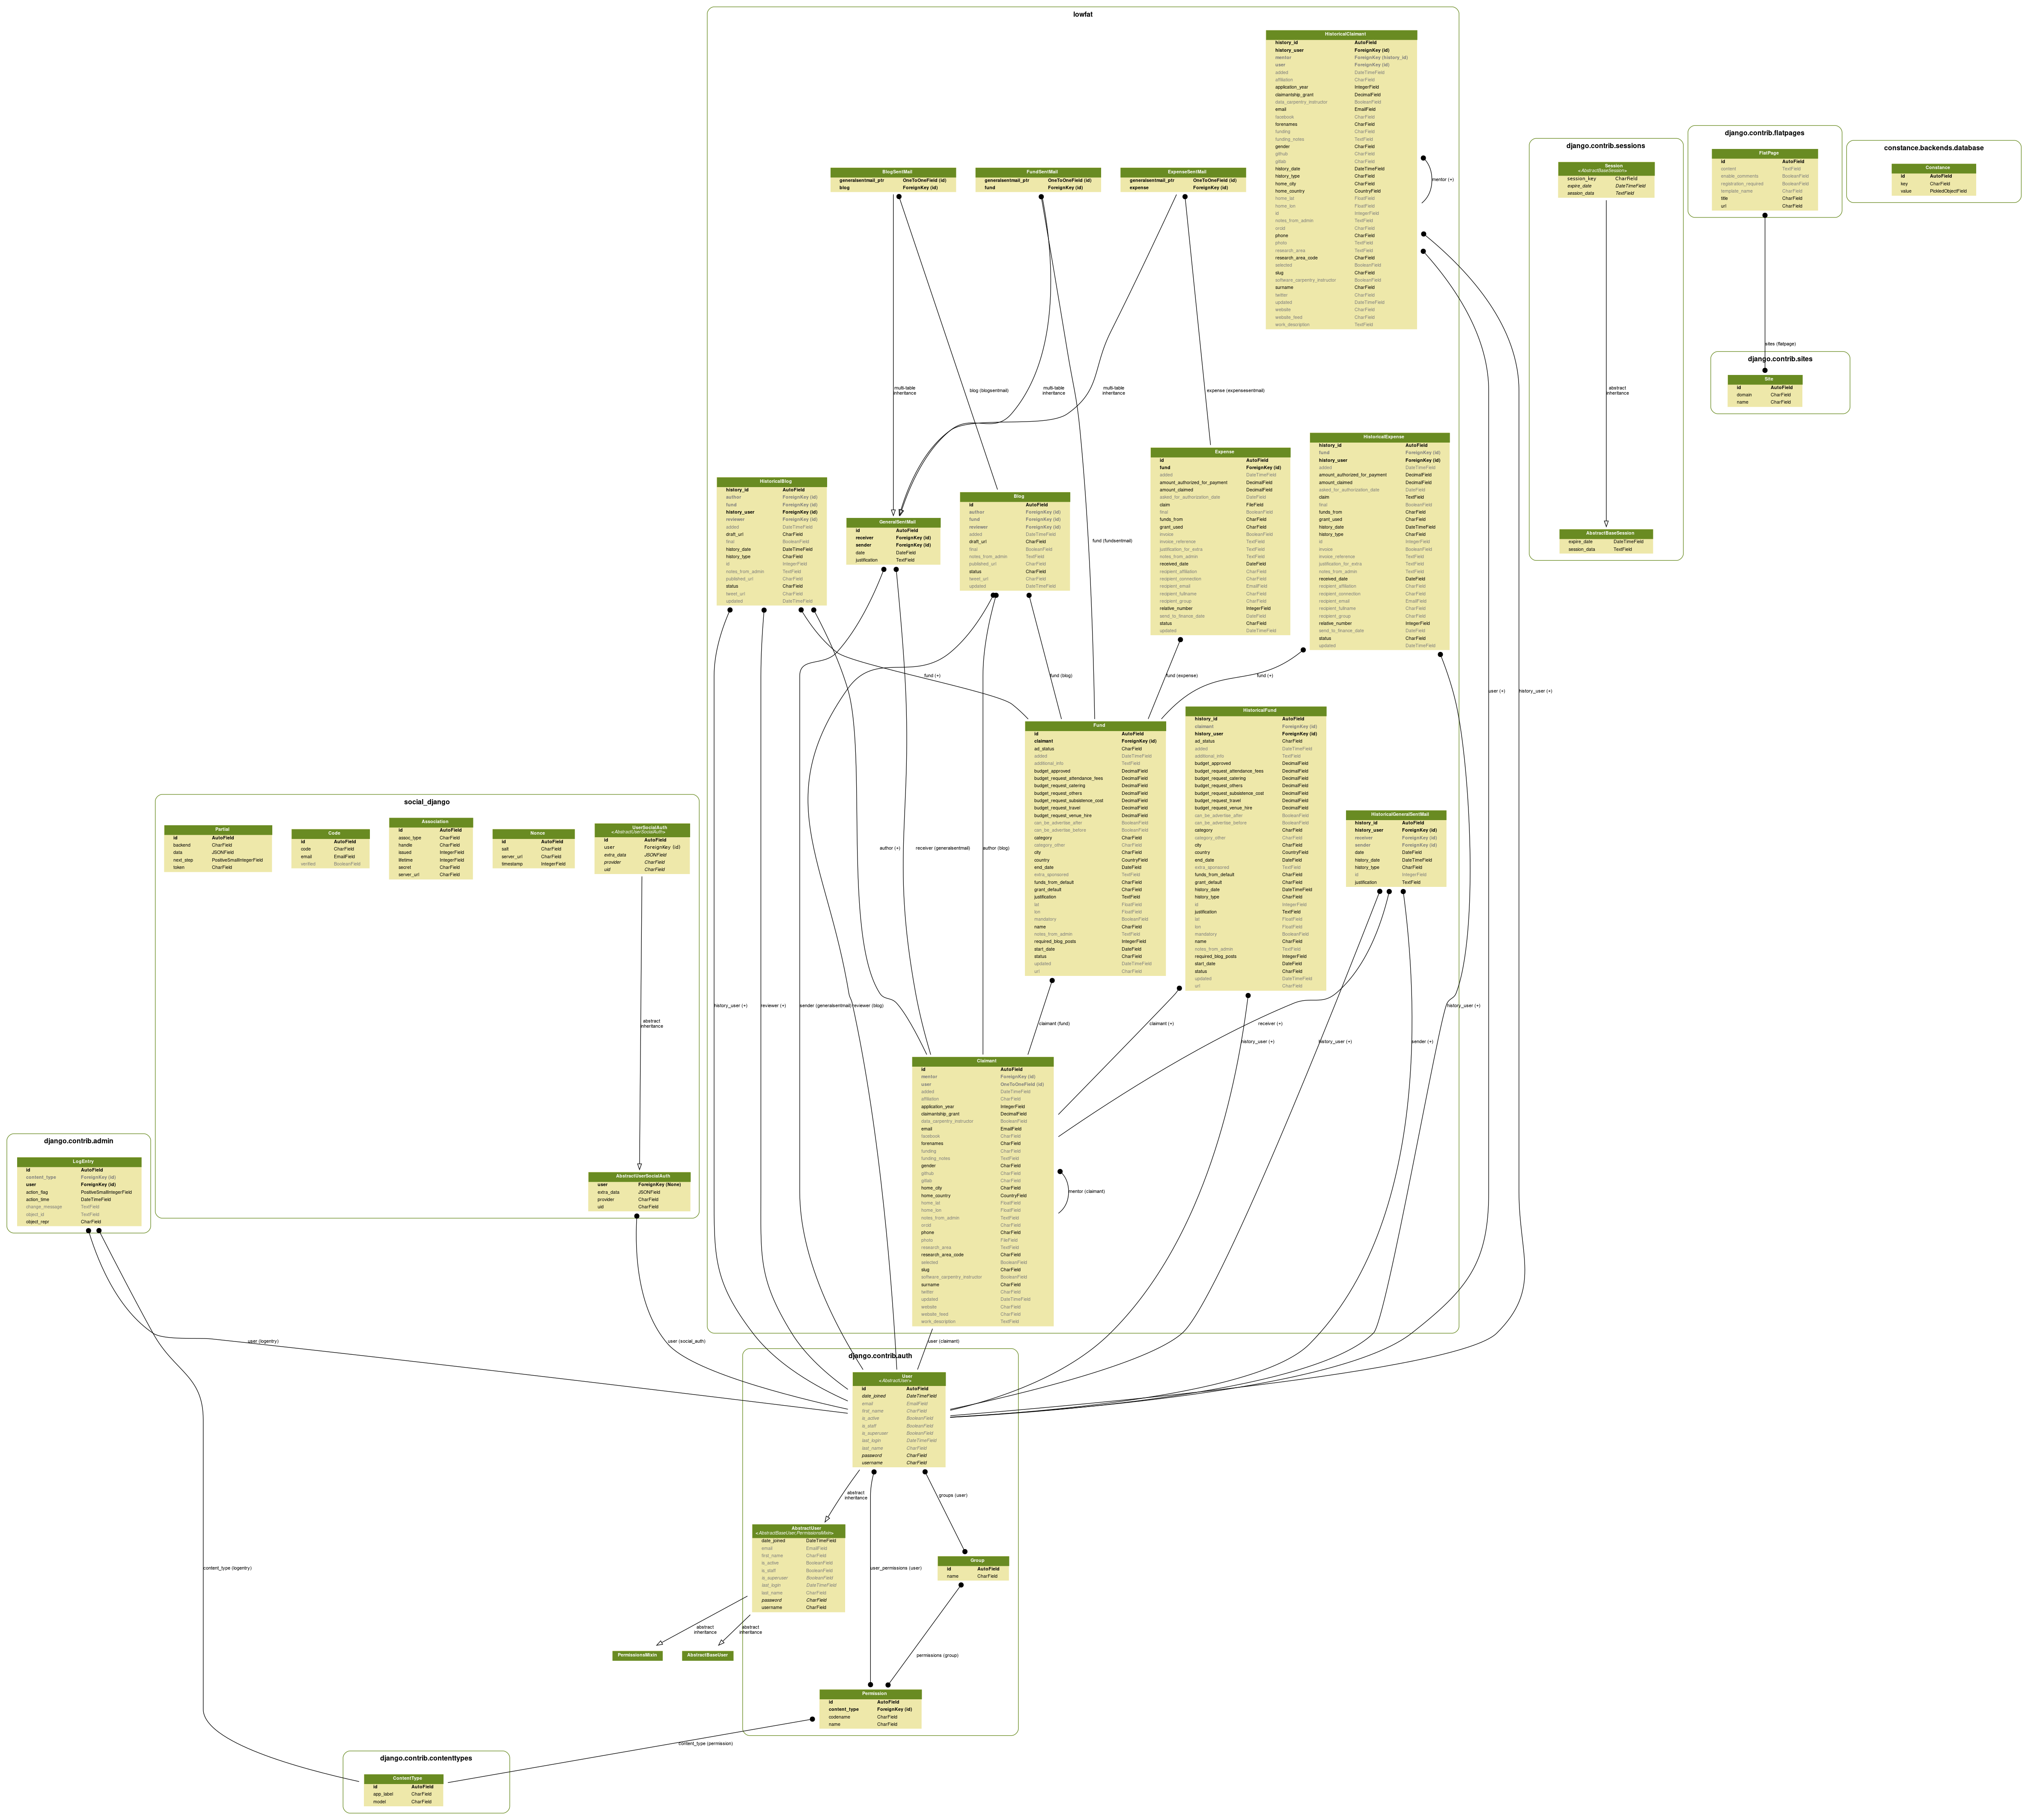 lowfat
HistoricalClaimant
history_id AutoField
history_user ForeignKey (id)
mentor ForeignKey (history_id)
user ForeignKey (id)
added DateTimeField
affiliation CharField
application_year IntegerField
claimantship_grant DecimalField
data_carpentry_instructor BooleanField
email EmailField
facebook CharField
forenames CharField
funding CharField
funding_notes TextField
gender CharField
github CharField
gitlab CharField
history_date DateTimeField
history_type CharField
home_city CharField
home_country CountryField
home_lat FloatField
home_lon FloatField
id IntegerField
notes_from_admin TextField
orcid CharField
phone CharField
photo TextField
research_area TextField
research_area_code CharField
selected BooleanField
slug CharField
software_carpentry_instructor BooleanField
surname CharField
twitter CharField
updated DateTimeField
website CharField
website_feed CharField
work_description TextField
mentor (+)
BlogSentMail
generalsentmail_ptr OneToOneField (id)
blog ForeignKey (id)
FundSentMail
generalsentmail_ptr OneToOneField (id)
fund ForeignKey (id)
ExpenseSentMail
generalsentmail_ptr OneToOneField (id)
expense ForeignKey (id)
django.contrib.sessions
Session
<AbstractBaseSession>
session_key CharField
expire_date DateTimeField
session_data TextField
abstract
inheritance
AbstractBaseSession
expire_date DateTimeField
session_data TextField
django.contrib.flatpages
FlatPage
id AutoField
content TextField
enable_comments BooleanField
registration_required BooleanField
template_name CharField
title CharField
url CharField
sites (flatpage)
django.contrib.sites
Site
id AutoField
domain CharField
name CharField
constance.backends.database
Constance
id AutoField
key CharField
value PickledObjectField
multi-table
inheritance
blog (blogsentmail)
multi-table
inheritance
multi-table
inheritance
expense (expensesentmail)
HistoricalBlog
history_id AutoField
author ForeignKey (id)
fund ForeignKey (id)
history_user ForeignKey (id)
reviewer ForeignKey (id)
added DateTimeField
draft_url CharField
final BooleanField
history_date DateTimeField
history_type CharField
id IntegerField
notes_from_admin TextField
published_url CharField
status CharField
tweet_url CharField
updated DateTimeField
GeneralSentMail
id AutoField
receiver ForeignKey (id)
sender ForeignKey (id)
date DateField
justification TextField
Blog
id AutoField
author ForeignKey (id)
fund ForeignKey (id)
reviewer ForeignKey (id)
added DateTimeField
draft_url CharField
final BooleanField
notes_from_admin TextField
published_url CharField
status CharField
tweet_url CharField
updated DateTimeField
fund (fundsentmail)
Expense
id AutoField
fund ForeignKey (id)
added DateTimeField
amount_authorized_for_payment DecimalField
amount_claimed DecimalField
asked_for_authorization_date DateField
claim FileField
final BooleanField
funds_from CharField
grant_used CharField
invoice BooleanField
invoice_reference TextField
justification_for_extra TextField
notes_from_admin TextField
received_date DateField
recipient_affiliation CharField
recipient_connection CharField
recipient_email EmailField
recipient_fullname CharField
recipient_group CharField
relative_number IntegerField
send_to_finance_date DateField
status CharField
updated DateTimeField
HistoricalExpense
history_id AutoField
fund ForeignKey (id)
history_user ForeignKey (id)
added DateTimeField
amount_authorized_for_payment DecimalField
amount_claimed DecimalField
asked_for_authorization_date DateField
claim TextField
final BooleanField
funds_from CharField
grant_used CharField
history_date DateTimeField
history_type CharField
id IntegerField
invoice BooleanField
invoice_reference TextField
justification_for_extra TextField
notes_from_admin TextField
received_date DateField
recipient_affiliation CharField
recipient_connection CharField
recipient_email EmailField
recipient_fullname CharField
recipient_group CharField
relative_number IntegerField
send_to_finance_date DateField
status CharField
updated DateTimeField
fund (+)
fund (blog)
fund (expense)
fund (+)
user (+)
history_user (+)
Fund
id AutoField
claimant ForeignKey (id)
ad_status CharField
added DateTimeField
additional_info TextField
budget_approved DecimalField
budget_request_attendance_fees DecimalField
budget_request_catering DecimalField
budget_request_others DecimalField
budget_request_subsistence_cost DecimalField
budget_request_travel DecimalField
budget_request_venue_hire DecimalField
can_be_advertise_after BooleanField
can_be_advertise_before BooleanField
category CharField
category_other CharField
city CharField
country CountryField
end_date DateField
extra_sponsored TextField
funds_from_default CharField
grant_default CharField
justification TextField
lat FloatField
lon FloatField
mandatory BooleanField
name CharField
notes_from_admin TextField
required_blog_posts IntegerField
start_date DateField
status CharField
updated DateTimeField
url CharField
HistoricalFund
history_id AutoField
claimant ForeignKey (id)
history_user ForeignKey (id)
ad_status CharField
added DateTimeField
additional_info TextField
budget_approved DecimalField
budget_request_attendance_fees DecimalField
budget_request_catering DecimalField
budget_request_others DecimalField
budget_request_subsistence_cost DecimalField
budget_request_travel DecimalField
budget_request_venue_hire DecimalField
can_be_advertise_after BooleanField
can_be_advertise_before BooleanField
category CharField
category_other CharField
city CharField
country CountryField
end_date DateField
extra_sponsored TextField
funds_from_default CharField
grant_default CharField
history_date DateTimeField
history_type CharField
id IntegerField
justification TextField
lat FloatField
lon FloatField
mandatory BooleanField
name CharField
notes_from_admin TextField
required_blog_posts IntegerField
start_date DateField
status CharField
updated DateTimeField
url CharField
HistoricalGeneralSentMail
history_id AutoField
history_user ForeignKey (id)
receiver ForeignKey (id)
sender ForeignKey (id)
date DateField
history_date DateTimeField
history_type CharField
id IntegerField
justification TextField
social_django
Partial
id AutoField
backend CharField
data JSONField
next_step PositiveSmallIntegerField
token CharField
Code
id AutoField
code CharField
email EmailField
verified BooleanField
Association
id AutoField
assoc_type CharField
handle CharField
issued IntegerField
lifetime IntegerField
secret CharField
server_url CharField
Nonce
id AutoField
salt CharField
server_url CharField
timestamp IntegerField
UserSocialAuth
<AbstractUserSocialAuth>
id AutoField
user ForeignKey (id)
extra_data JSONField
provider CharField
uid CharField
abstract
inheritance
AbstractUserSocialAuth
user ForeignKey (None)
extra_data JSONField
provider CharField
uid CharField
author (+)
receiver (generalsentmail)
author (blog)
history_user (+)
reviewer (+)
sender (generalsentmail)
reviewer (blog)
claimant (fund)
claimant (+)
receiver (+)
history_user (+)
history_user (+)
sender (+)
history_user (+)
Claimant
id AutoField
mentor ForeignKey (id)
user OneToOneField (id)
added DateTimeField
affiliation CharField
application_year IntegerField
claimantship_grant DecimalField
data_carpentry_instructor BooleanField
email EmailField
facebook CharField
forenames CharField
funding CharField
funding_notes TextField
gender CharField
github CharField
gitlab CharField
home_city CharField
home_country CountryField
home_lat FloatField
home_lon FloatField
notes_from_admin TextField
orcid CharField
phone CharField
photo FileField
research_area TextField
research_area_code CharField
selected BooleanField
slug CharField
software_carpentry_instructor BooleanField
surname CharField
twitter CharField
updated DateTimeField
website CharField
website_feed CharField
work_description TextField
mentor (claimant)
django.contrib.admin
LogEntry
id AutoField
content_type ForeignKey (id)
user ForeignKey (id)
action_flag PositiveSmallIntegerField
action_time DateTimeField
change_message TextField
object_id TextField
object_repr CharField
user (logentry)
user (social_auth)
user (claimant)
django.contrib.auth
User
<AbstractUser>
id AutoField
date_joined DateTimeField
email EmailField
first_name CharField
is_active BooleanField
is_staff BooleanField
is_superuser BooleanField
last_login DateTimeField
last_name CharField
password CharField
username CharField
abstract
inheritance
groups (user)
AbstractUser
<AbstractBaseUser,PermissionsMixin>
date_joined DateTimeField
email EmailField
first_name CharField
is_active BooleanField
is_staff BooleanField
is_superuser BooleanField
last_login DateTimeField
last_name CharField
password CharField
username CharField
user_permissions (user)
Group
id AutoField
name CharField
content_type (logentry)
abstract
inheritance
abstract
inheritance
PermissionsMixin
AbstractBaseUser
permissions (group)
Permission
id AutoField
content_type ForeignKey (id)
codename CharField
name CharField
content_type (permission)
django.contrib.contenttypes
ContentType
id AutoField
app_label CharField
model CharField